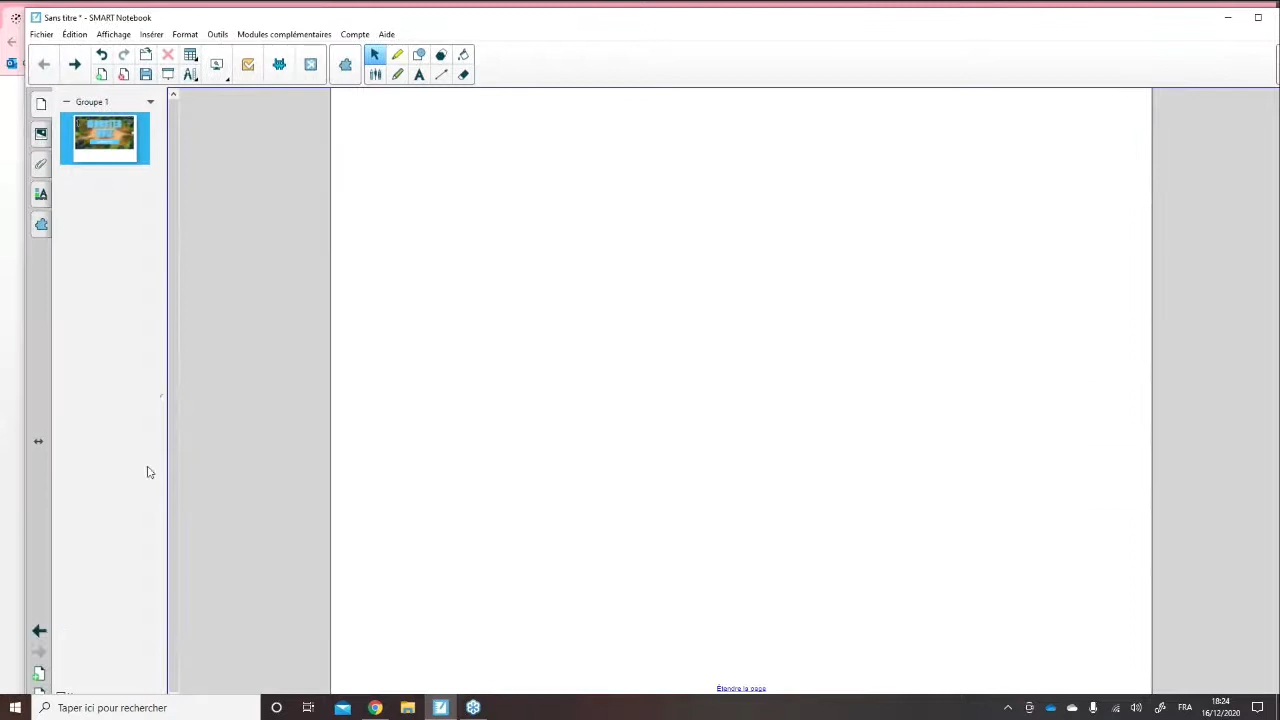 Sans titre * - SMART Notebook
Fichier Édition Affichage Insérer Format Outils Modules complémentaires Compte Aide
Groupe 1
Étendre la page
Taper ici pour rechercher
FRA
18:24
16/12/2020